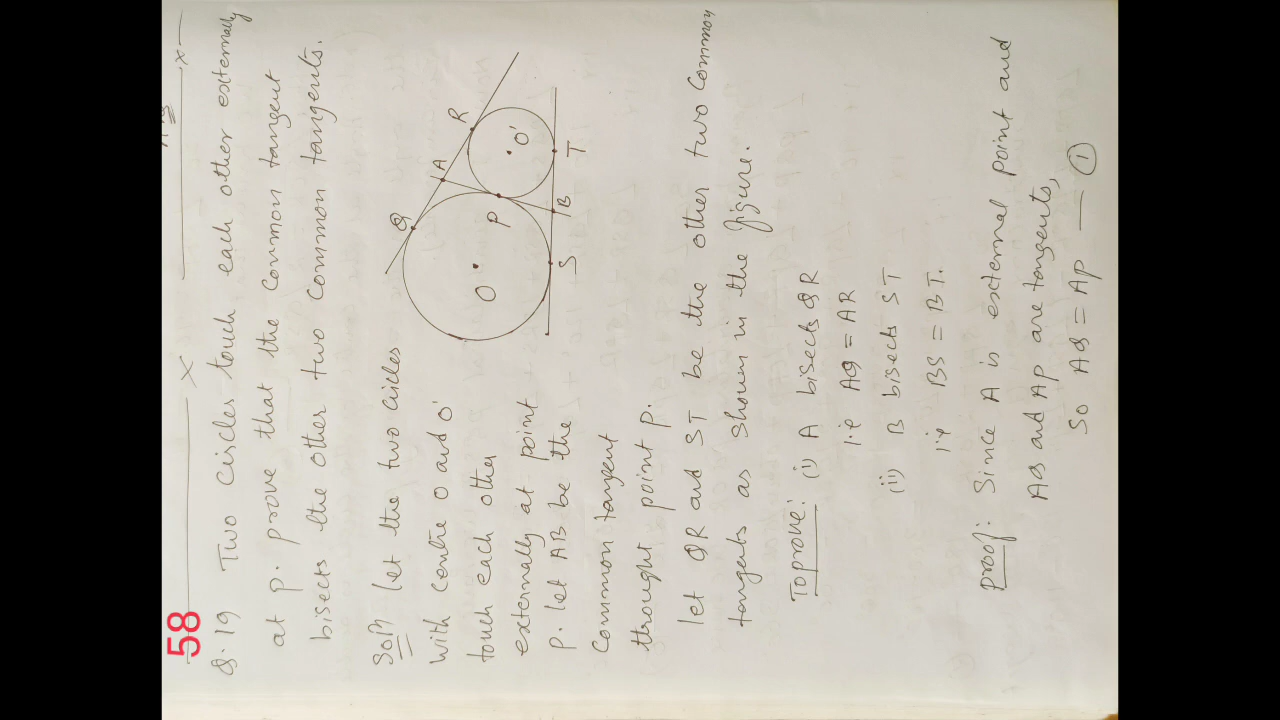 58
Q.19 Two circles touch each other externally
at P. prove that the common tangent
bisects the other two common tangents.
Soln let the two circles
with centre O and O'
touch each other
externally at point
P. let AB be the
common tangent
throught point P.
let QR and ST be the other two common
tangents as shown in the figure.
To prove: (i) A bisects QR
i.e AQ = AR
(ii) B bisects ST
i.e BS = BT.
proof: Since A is external point and
AQ and AP are tangents,
So AQ = AP — ①
Q
A
R
O
P
O'
S
B
T